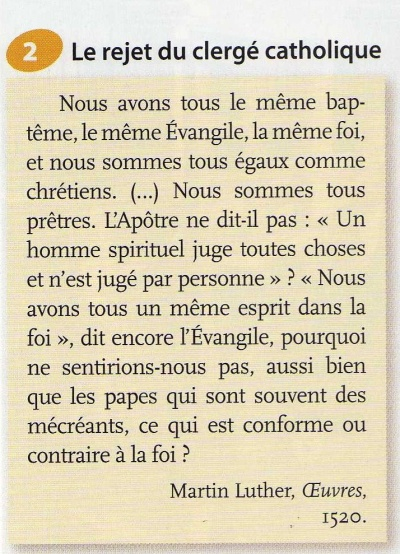 2 Le rejet du clergé catholique
Nous avons tous le même bap-
tême, le même Évangile, la même foi,
et nous sommes tous égaux comme
chrétiens. (...) Nous sommes tous
prêtres. L'Apôtre ne dit-il pas : « Un
homme spirituel juge toutes choses
et n'est jugé par personne » ? « Nous
avons tous un même esprit dans la
foi », dit encore l'Évangile, pourquoi
ne sentirions-nous pas, aussi bien
que les papes qui sont souvent des
mécréants, ce qui est conforme ou
contraire à la foi ?
Martin Luther, Œuvres,
1520.